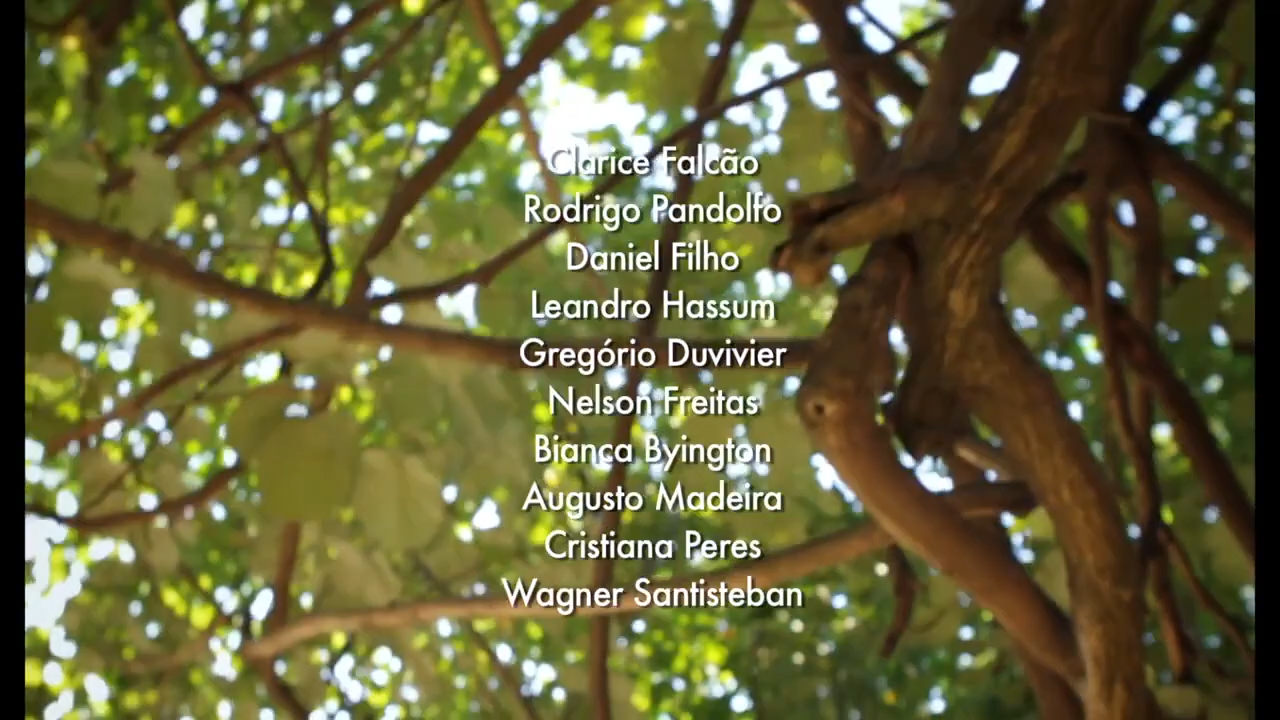 Clarice Falcão
Rodrigo Pandolfo
Daniel Filho
Leandro Hassum
Gregório Duvivier
Nelson Freitas
Bianca Byington
Augusto Madeira
Cristiana Peres
Wagner Santisteban